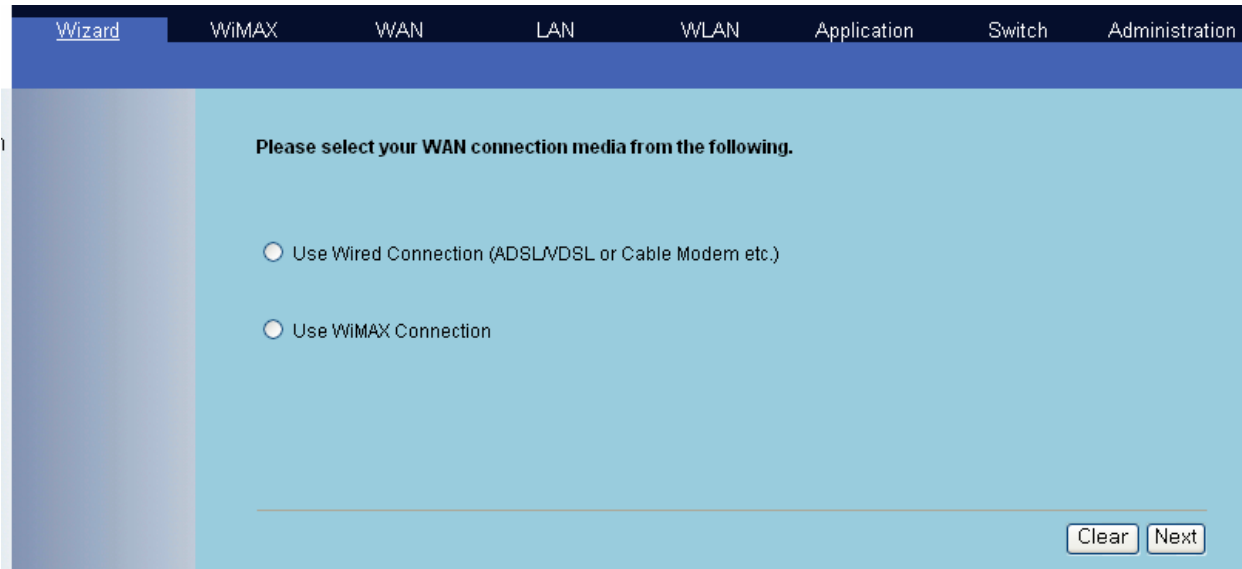 Wizard WiMAX WAN LAN WLAN Application Switch Administration
Please select your WAN connection media from the following.
Use Wired Connection (ADSL/VDSL or Cable Modem etc.)
Use WiMAX Connection
Clear Next